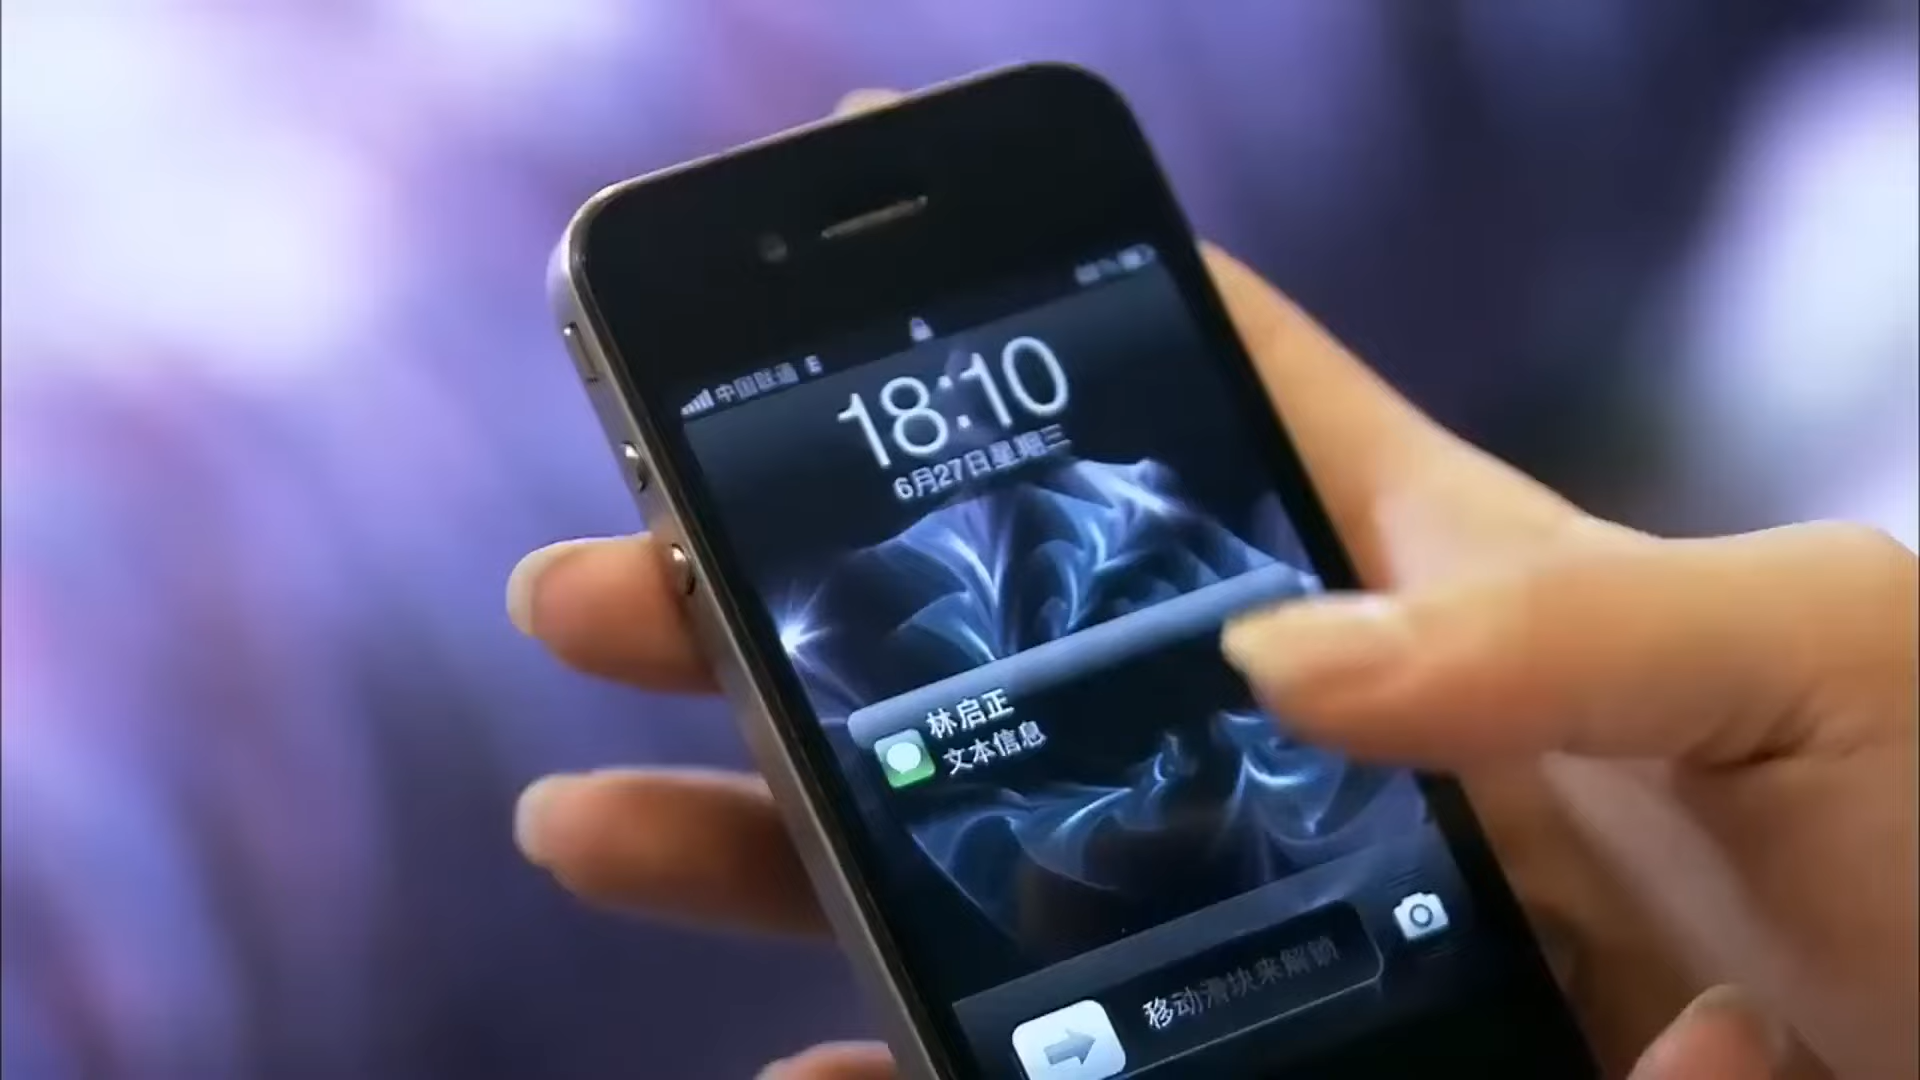 中国联通 E
18:10
6月27日星期三
林启正
文本信息
移动滑块来解锁